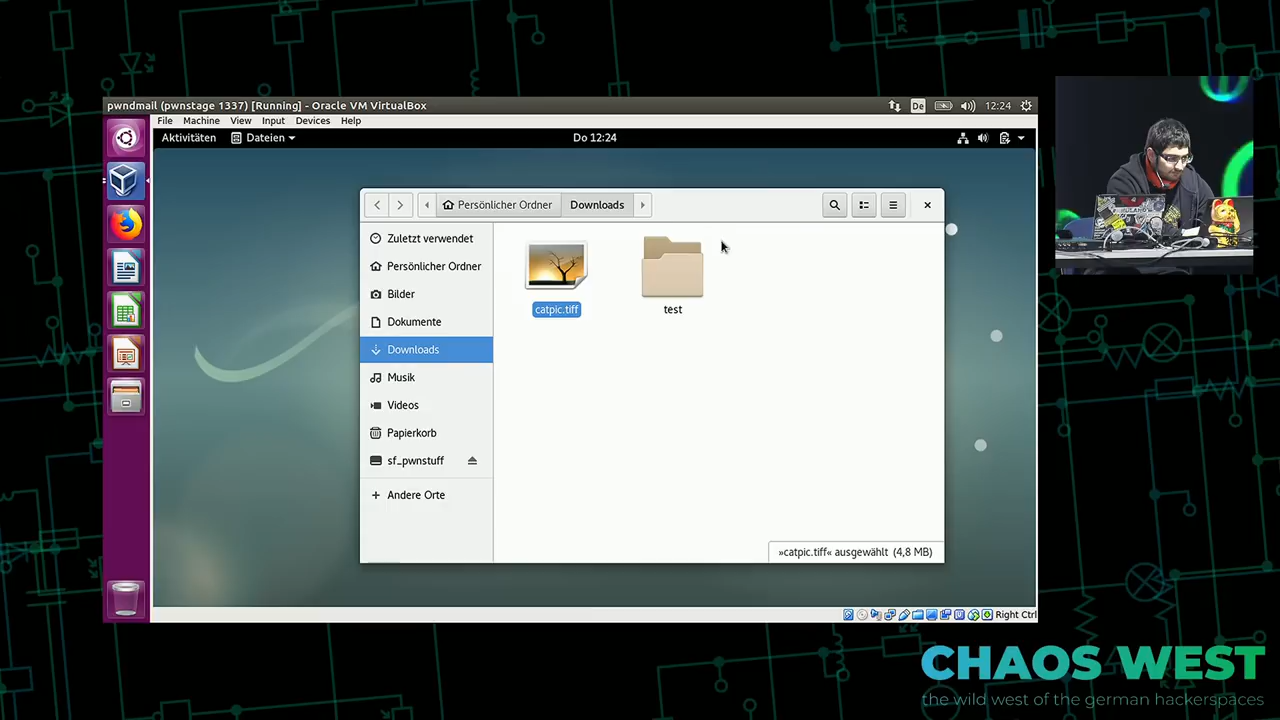 pwndmail (pwnstage 1337) [Running] - Oracle VM VirtualBox
De
12:24
File Machine View Input Devices Help
Aktivitäten
Dateien
Do 12:24
Persönlicher Ordner
Downloads
Zuletzt verwendet
Persönlicher Ordner
Bilder
Dokumente
Downloads
Musik
Videos
Papierkorb
sf_pwnstuff
Andere Orte
catpic.tiff
test
»catpic.tiff« ausgewählt (4,8 MB)
Right Ctrl
CHAOS WEST
the wild west of the german hackerspaces